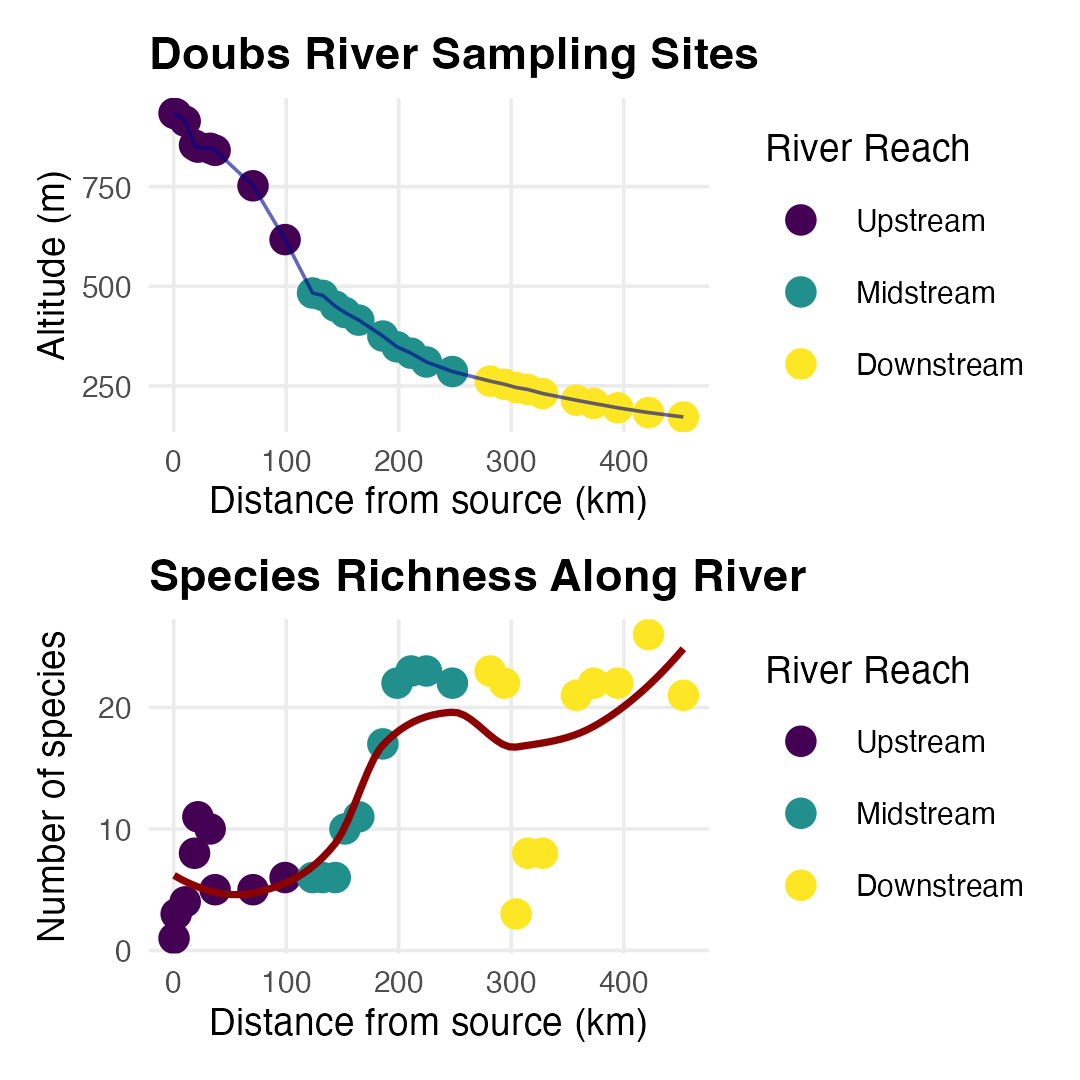 Doubs River Sampling Sites
Altitude (m)
750
500
250
0 100 200 300 400
Distance from source (km)
River Reach
Upstream
Midstream
Downstream
Species Richness Along River
Number of species
20
10
0
0 100 200 300 400
Distance from source (km)
River Reach
Upstream
Midstream
Downstream